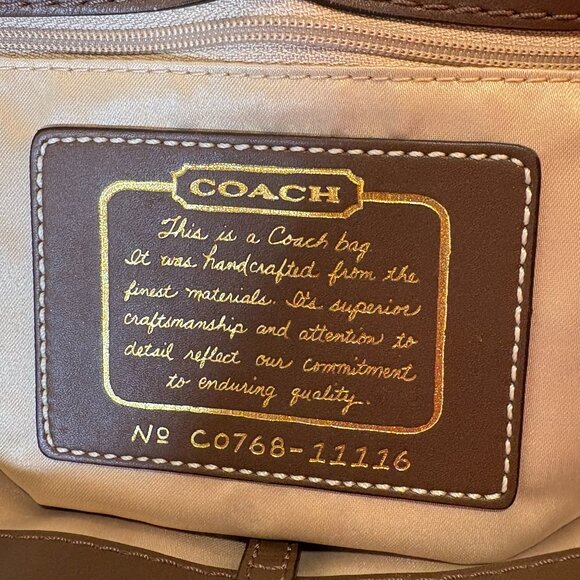 COACH
This is a Coach bag
It was handcrafted from the
finest materials. Its superior
craftsmanship and attention to
detail reflect our commitment
to enduring quality.
Nº C0768-11116